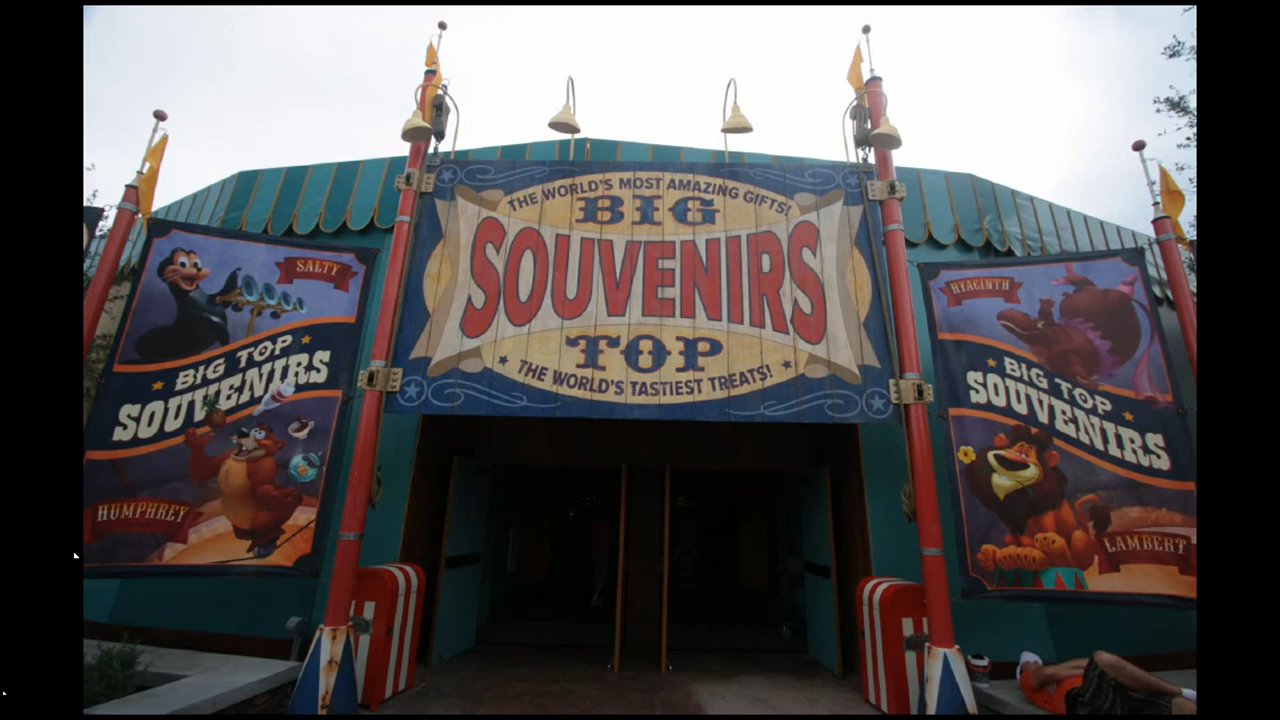 THE WORLD'S MOST AMAZING GIFTS!
BIG
SOUVENIRS
TOP
THE WORLD'S TASTIEST TREATS!
SALTY
BIG TOP
SOUVENIRS
HUMPHREY
HYACINTH
BIG TOP
SOUVENIRS
LAMBERT